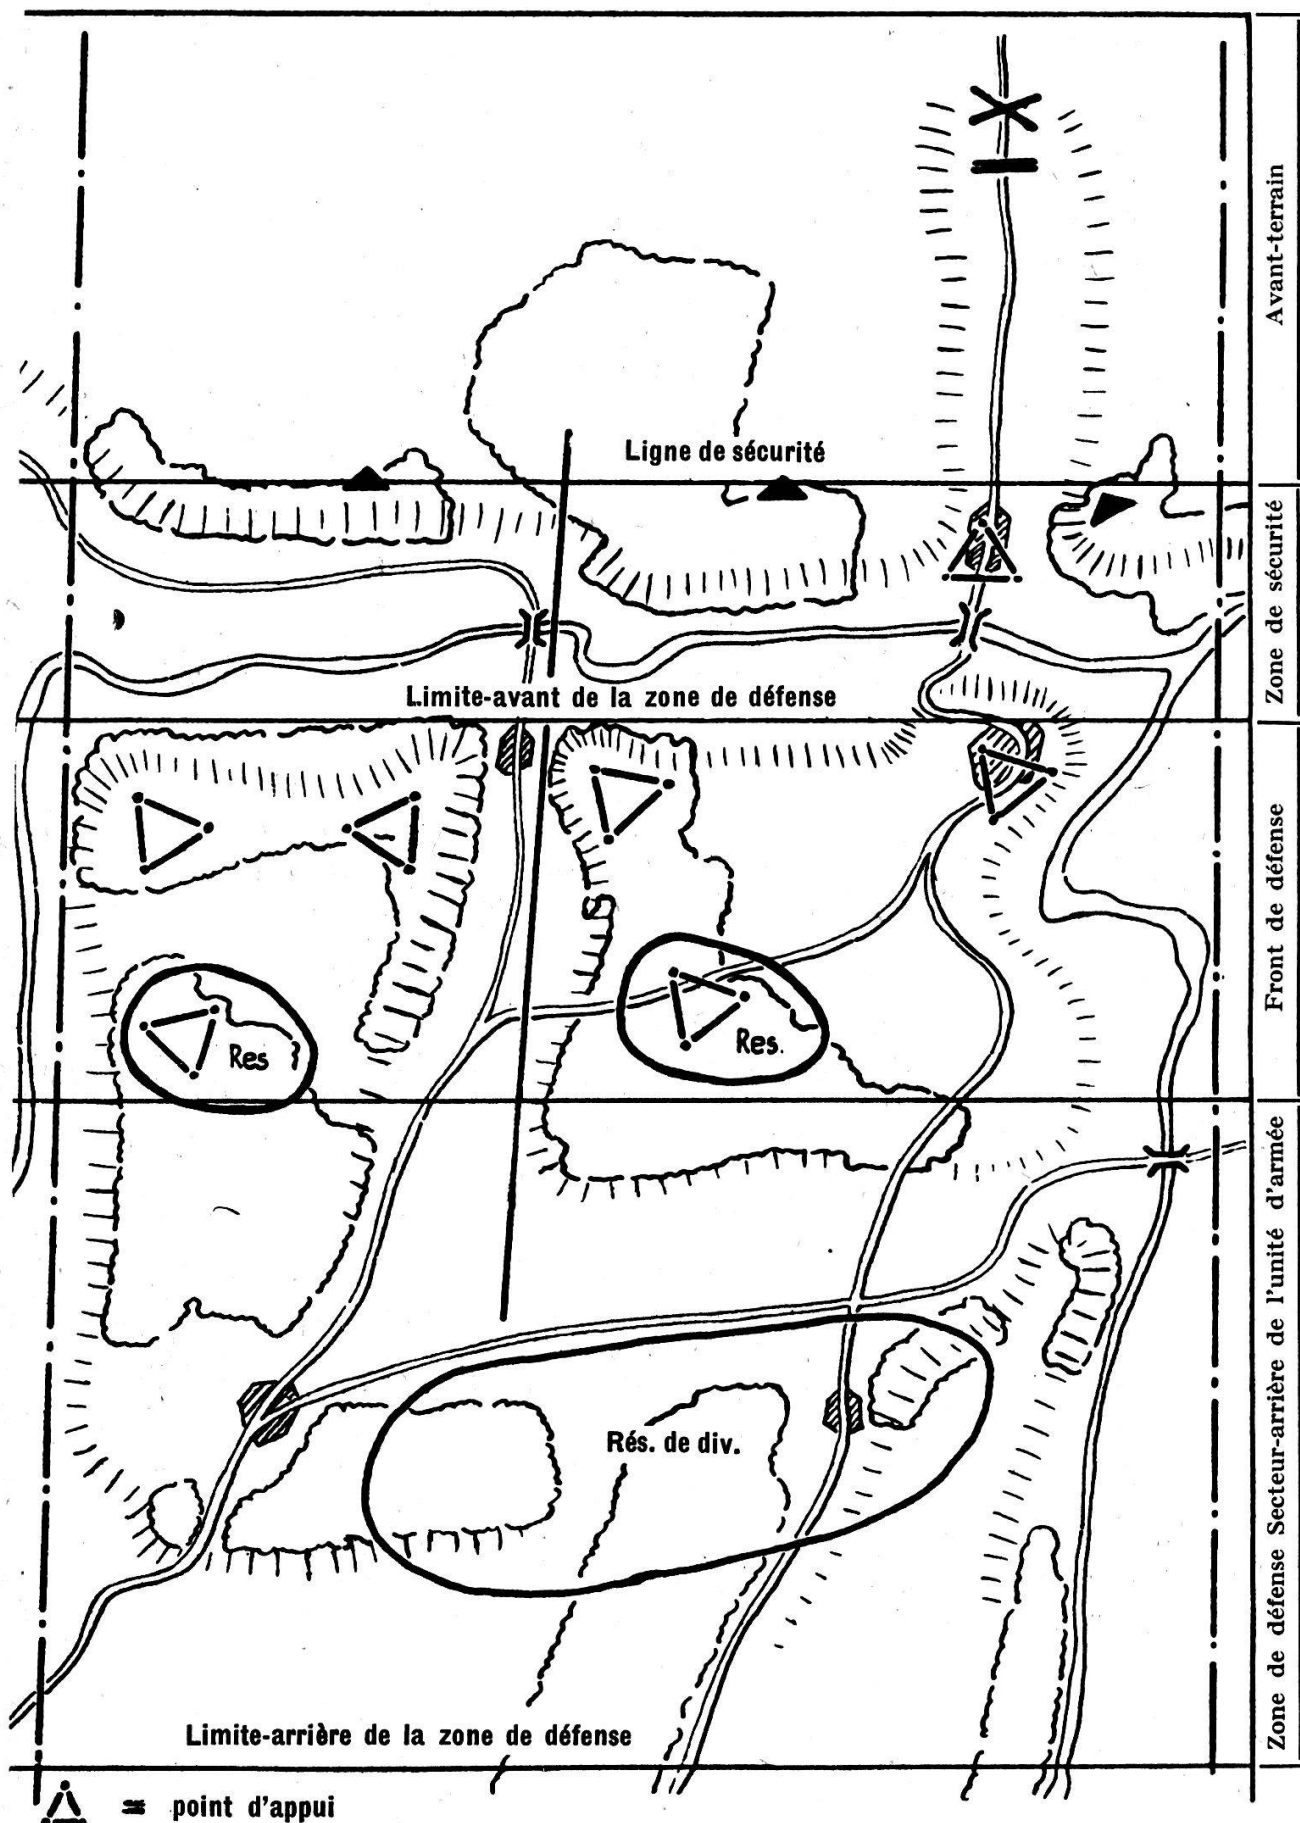 Avant-terrain
Ligne de sécurité
Zone de sécurité
Limite-avant de la zone de défense
Front de défense
Res
Res.
Zone de défense Secteur-arrière de l'unité d'armée
Rés. de div.
Limite-arrière de la zone de défense
= point d'appui